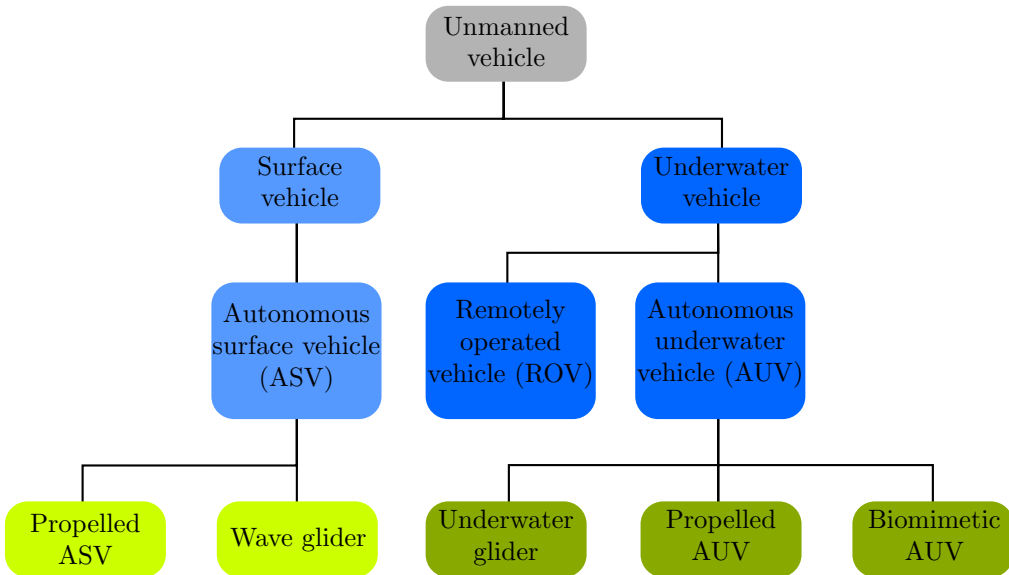 Unmanned
vehicle
Surface
vehicle
Underwater
vehicle
Autonomous
surface vehicle
(ASV)
Remotely
operated
vehicle (ROV)
Autonomous
underwater
vehicle (AUV)
Propelled
ASV
Wave glider
Underwater
glider
Propelled
AUV
Biomimetic
AUV